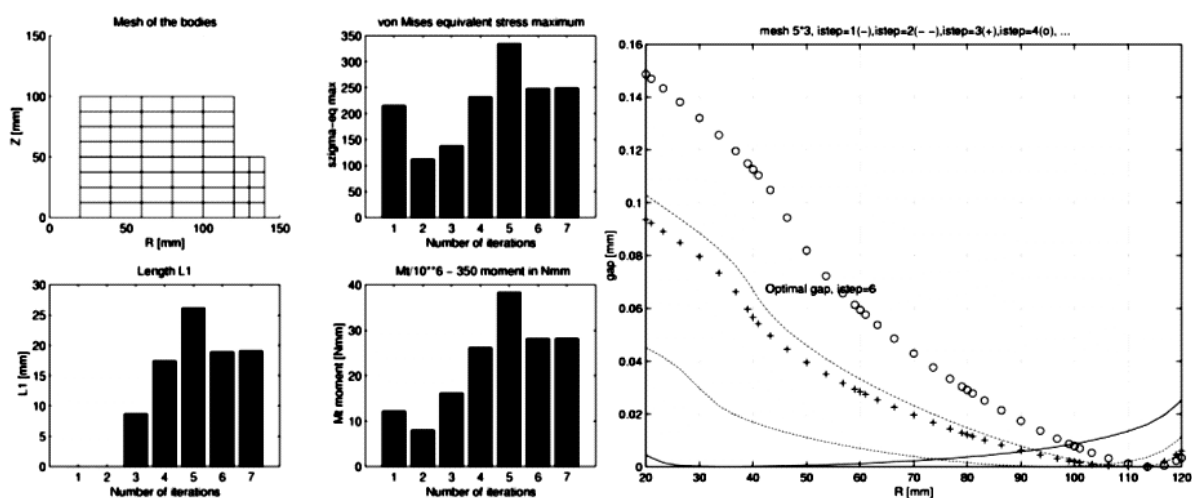 Mesh of the bodies
150
100
50
0
Z [mm]
0
50
100
150
R [mm]
von Mises equivalent stress maximum
350
300
250
200
150
100
50
0
szigma-eq max
1 2 3 4 5 6 7
Number of iterations
Length L1
30
25
20
15
10
5
0
L1 [mm]
1 2 3 4 5 6 7
Number of iterations
Mt/10**6 - 350 moment in Nmm
40
30
20
10
0
Mt moment [Nmm]
1 2 3 4 5 6 7
Number of iterations
mesh 5*3, istep=1(-),istep=2(- -),istep=3(+),istep=4(o), ...
0.16
0.14
0.12
0.1
0.08
0.06
0.04
0.02
0
gap [mm]
Optimal gap, istep=6
20 30 40 50 60 70 80 90 100 110 120
R [mm]